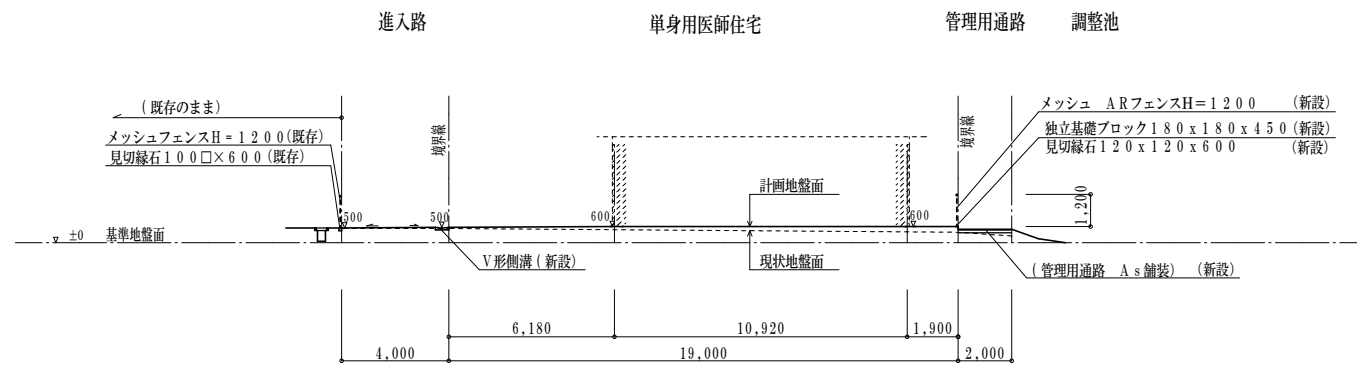 進入路
単身用医師住宅
管理用通路
調整池
(既存のまま)
メッシュフェンスH=1200(既存)
見切縁石100□×600(既存)
境界線
境界線
メッシュ ARフェンスH=1200 (新設)
独立基礎ブロック180x180x450(新設)
見切縁石120x120x600 (新設)
計画地盤面
1,200
500
500
600
600
▽ ±0 基準地盤面
V形側溝(新設)
現状地盤面
(管理用通路 As舗装) (新設)
6,180
10,920
1,900
4,000
19,000
2,000